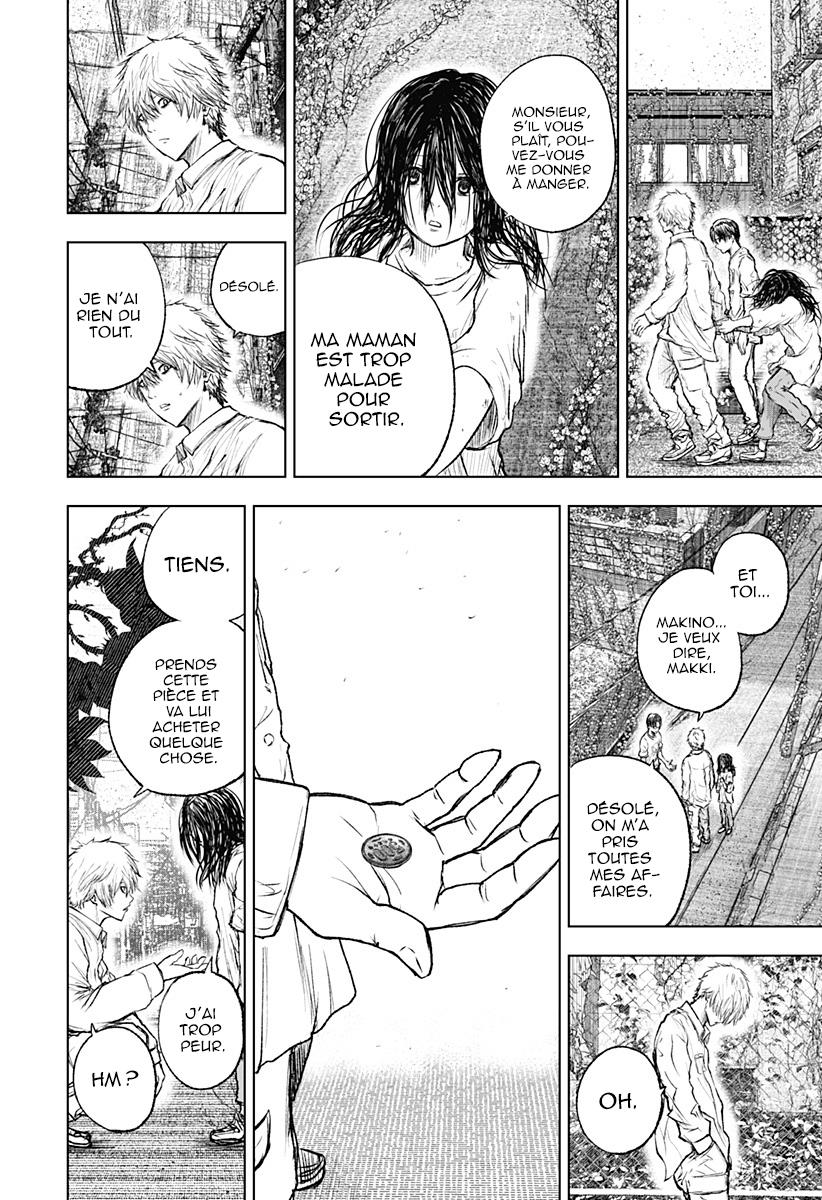 MONSIEUR,
S'IL VOUS
PLAÎT, POU-
VEZ-VOUS
ME DONNER
À MANGER.
MA MAMAN
EST TROP
MALADE
POUR
SORTIR.
DÉSOLÉ.
JE N'AI
RIEN DU
TOUT.
ET
TOI...
MAKINO...
JE VEUX
DIRE,
MAKKI.
DÉSOLÉ,
ON M'A
PRIS
TOUTES
MES AF-
FAIRES.
OH.
TIENS.
PRENDS
CETTE
PIÈCE ET
VA LUI
ACHETER
QUELQUE
CHOSE.
J'AI
TROP
PEUR.
HM ?